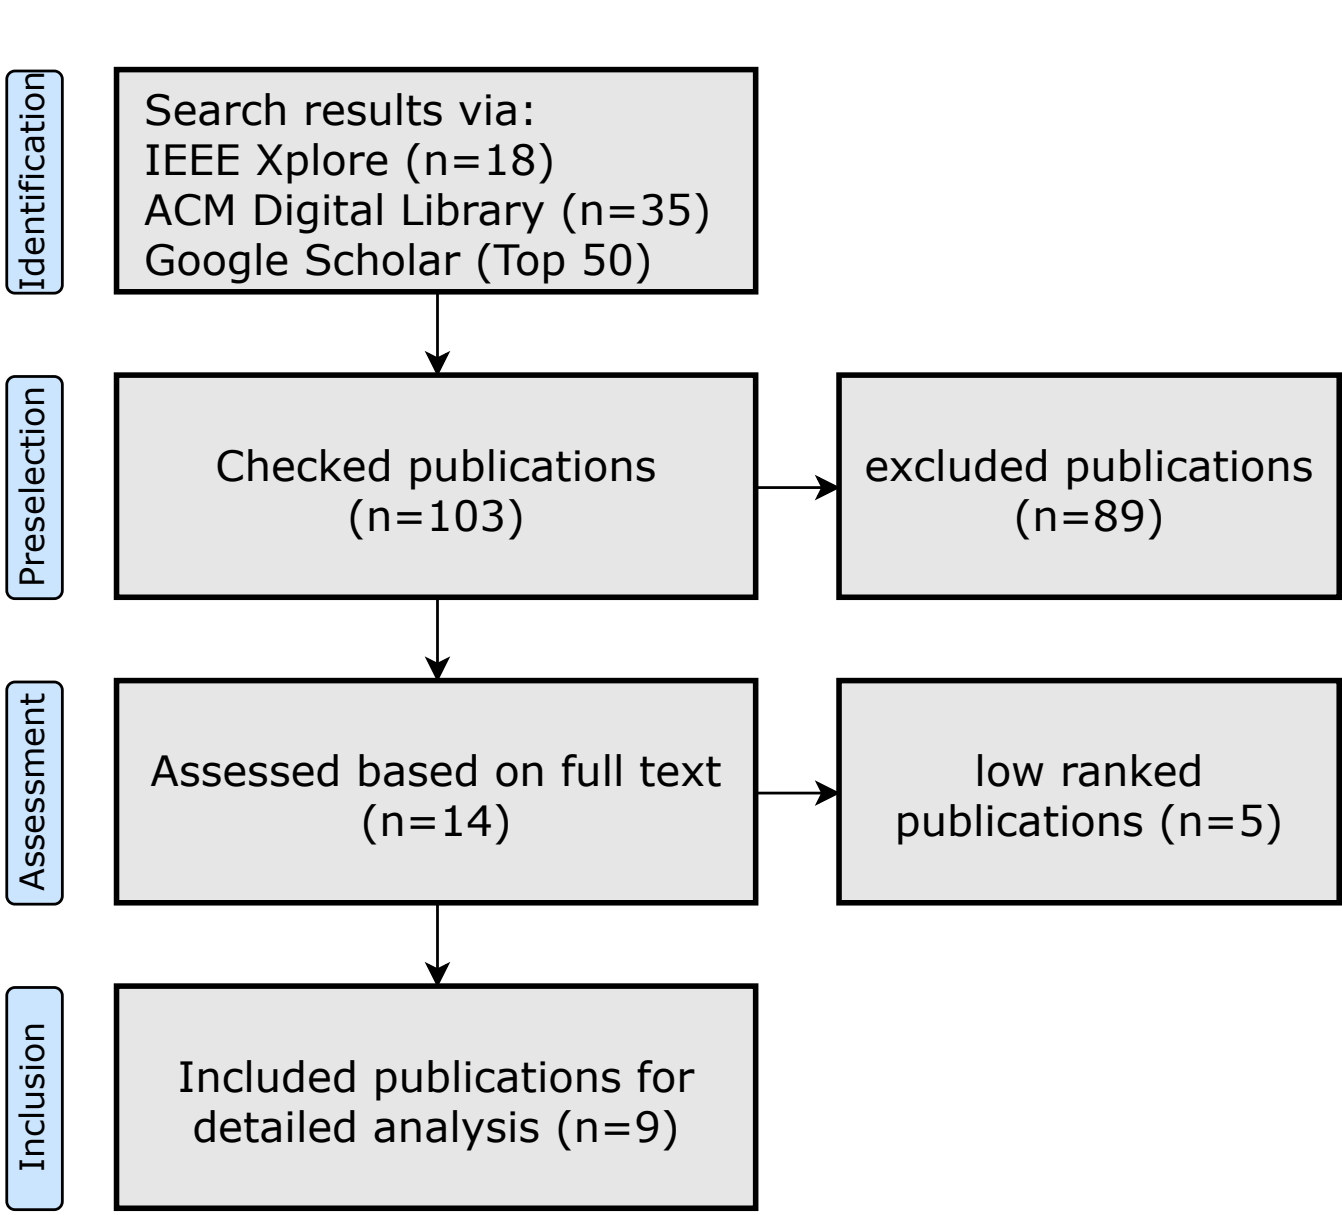 Identification
Search results via:
IEEE Xplore (n=18)
ACM Digital Library (n=35)
Google Scholar (Top 50)
Preselection
Checked publications
(n=103)
excluded publications
(n=89)
Assessment
Assessed based on full text
(n=14)
low ranked
publications (n=5)
Inclusion
Included publications for
detailed analysis (n=9)